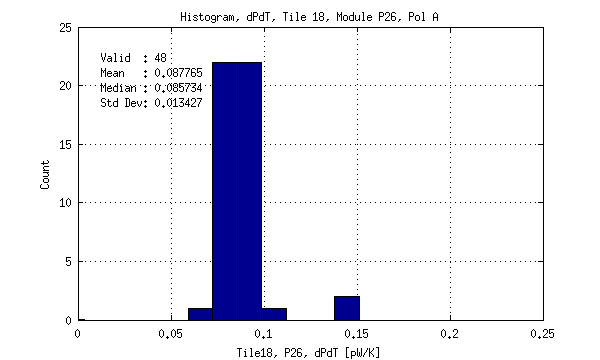 Histogram, dPdT, Tile 18, Module P26, Pol A
25
Valid : 48
Mean : 0.087765
Median : 0.085734
Std Dev: 0.013427
20
15
Count
10
5
0
0 0.05 0.1 0.15 0.2 0.25
Tile18, P26, dPdT [pW/K]